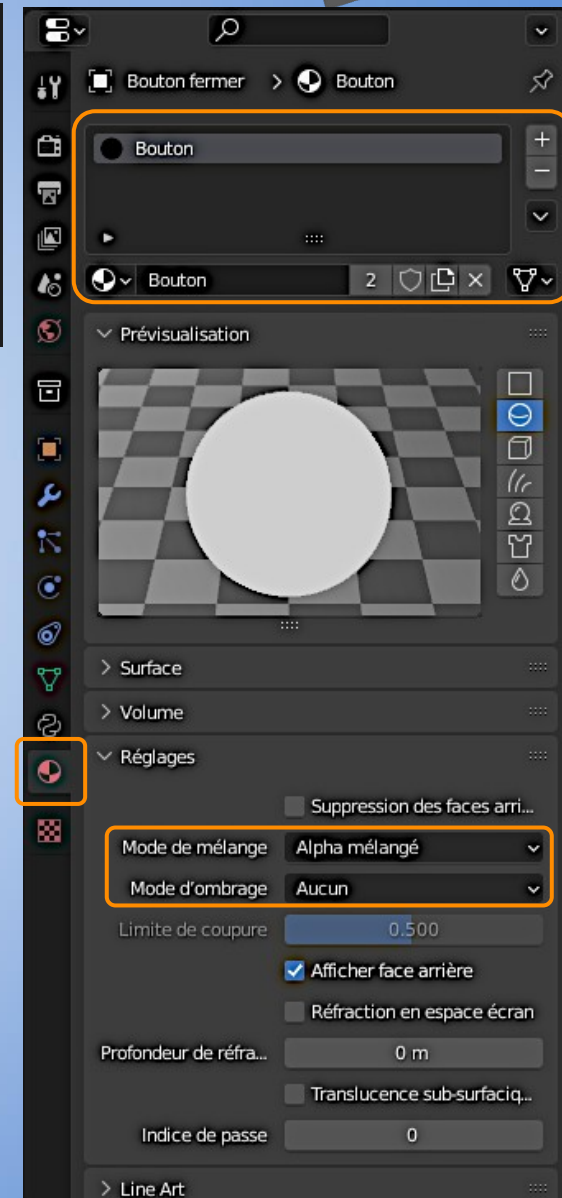 Bouton fermer > Bouton
Bouton
Bouton 2
Prévisualisation
Surface
Volume
Réglages
Suppression des faces arri...
Mode de mélange Alpha mélangé
Mode d'ombrage Aucun
Limite de coupure 0.500
Afficher face arrière
Réfraction en espace écran
Profondeur de réfra... 0 m
Translucence sub-surfaciq...
Indice de passe 0
Line Art